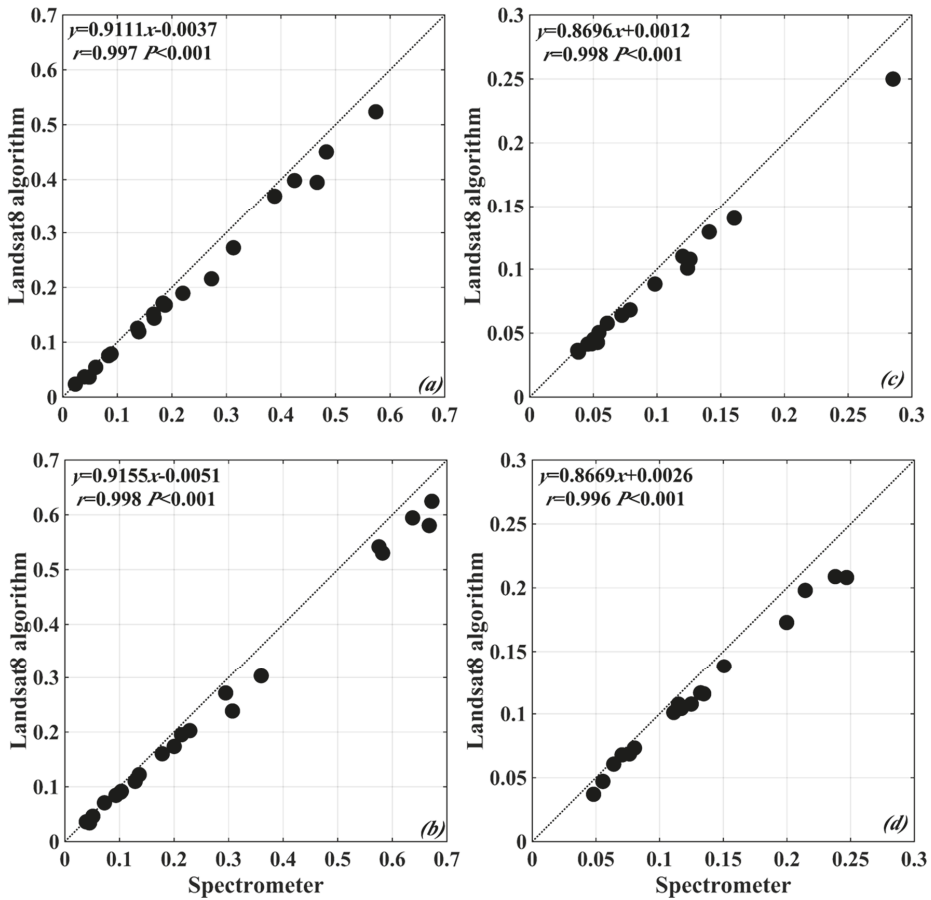 y=0.9111x-0.0037
r=0.997 P<0.001
0.7
0.6
0.5
0.4
0.3
0.2
0.1
0
0 0.1 0.2 0.3 0.4 0.5 0.6 0.7
Landsat8 algorithm
(a)
y=0.8696x+0.0012
r=0.998 P<0.001
0.3
0.25
0.2
0.15
0.1
0.05
0
0 0.05 0.1 0.15 0.2 0.25 0.3
Landsat8 algorithm
(c)
y=0.9155x-0.0051
r=0.998 P<0.001
0.7
0.6
0.5
0.4
0.3
0.2
0.1
0
0 0.1 0.2 0.3 0.4 0.5 0.6 0.7
Landsat8 algorithm
Spectrometer
(b)
y=0.8669x+0.0026
r=0.996 P<0.001
0.3
0.25
0.2
0.15
0.1
0.05
0
0 0.05 0.1 0.15 0.2 0.25 0.3
Landsat8 algorithm
Spectrometer
(d)